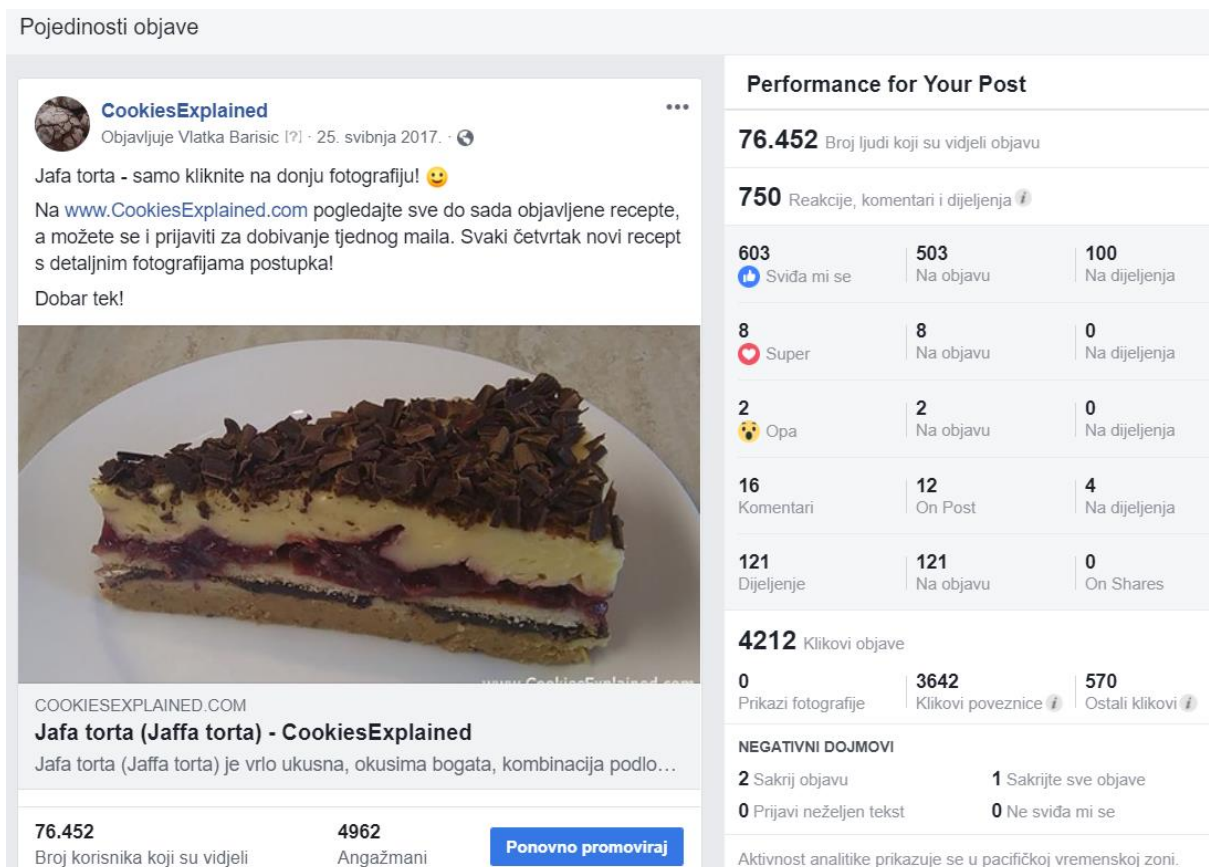 Pojedinosti objave
CookiesExplained
Objavljuje Vlatka Barisic [?] · 25. svibnja 2017. ·
Jafa torta - samo kliknite na donju fotografiju! 🙂
Na www.CookiesExplained.com pogledajte sve do sada objavljene recepte,
a možete se i prijaviti za dobivanje tjednog maila. Svaki četvrtak novi recept
s detaljnim fotografijama postupka!
Dobar tek!
www.CookiesExplained.com
COOKIESEXPLAINED.COM
Jafa torta (Jaffa torta) - CookiesExplained
Jafa torta (Jaffa torta) je vrlo ukusna, okusima bogata, kombinacija podlo…
76.452
Broj korisnika koji su vidjeli
4962
Angažmani
Ponovno promoviraj
Performance for Your Post
76.452 Broj ljudi koji su vidjeli objavu
750 Reakcije, komentari i dijeljenja
603 503 100
Sviđa mi se Na objavu Na dijeljenja
8 8 0
Super Na objavu Na dijeljenja
2 2 0
Opa Na objavu Na dijeljenja
16 12 4
Komentari On Post Na dijeljenja
121 121 0
Dijeljenje Na objavu On Shares
4212 Klikovi objave
0 3642 570
Prikazi fotografije Klikovi poveznice Ostali klikovi
NEGATIVNI DOJMOVI
2 Sakrij objavu 1 Sakrijte sve objave
0 Prijavi neželjen tekst 0 Ne sviđa mi se
Aktivnost analitike prikazuje se u pacifičkoj vremenskoj zoni.